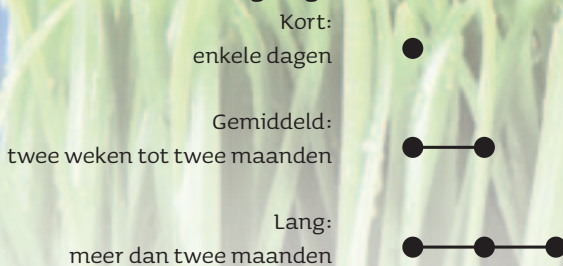 Kort:
enkele dagen
Gemiddeld:
twee weken tot twee maanden
Lang:
meer dan twee maanden